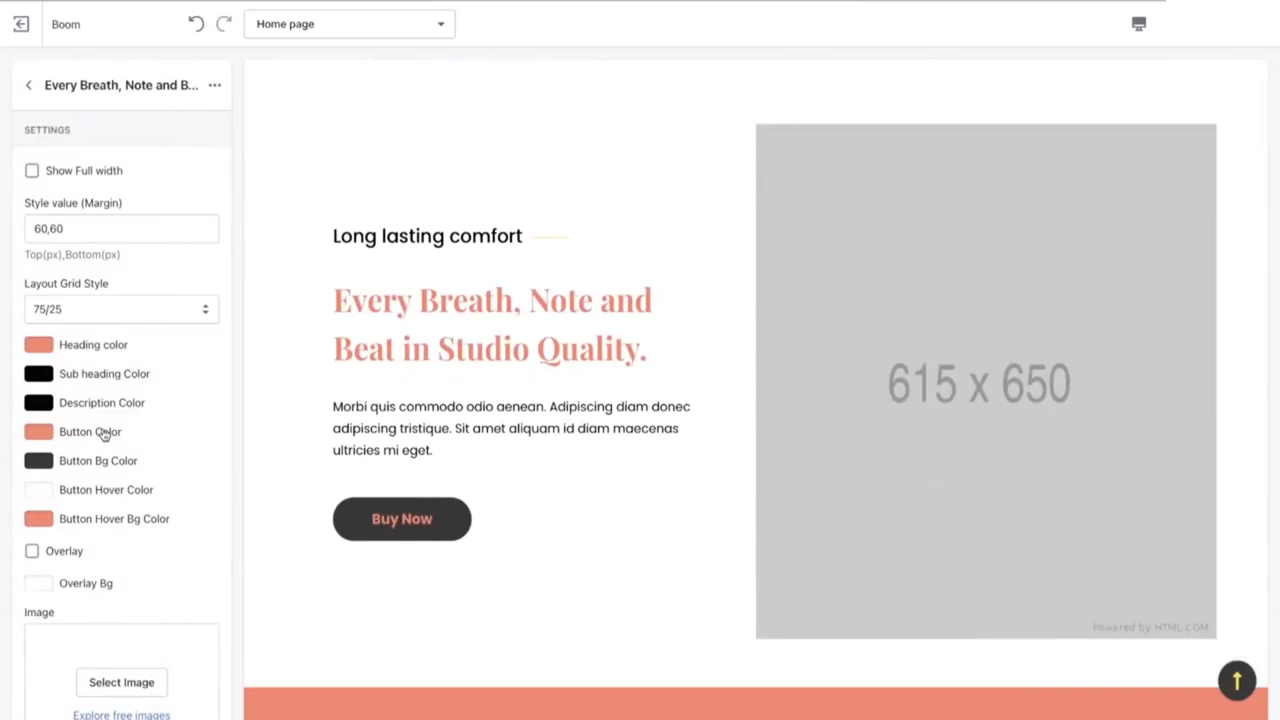 Boom
Home page
Every Breath, Note and B...
SETTINGS
Show Full width
Style value (Margin)
60,60
Top(px),Bottom(px)
Layout Grid Style
75/25
Heading color
Sub heading Color
Description Color
Button Color
Button Bg Color
Button Hover Color
Button Hover Bg Color
Overlay
Overlay Bg
Image
Select Image
Explore free images
Long lasting comfort
Every Breath, Note and
Beat in Studio Quality.
Morbi quis commodo odio aenean. Adipiscing diam donec
adipiscing tristique. Sit amet aliquam id diam maecenas
ultricies mi eget.
Buy Now
615 x 650
Powered by HTML.COM